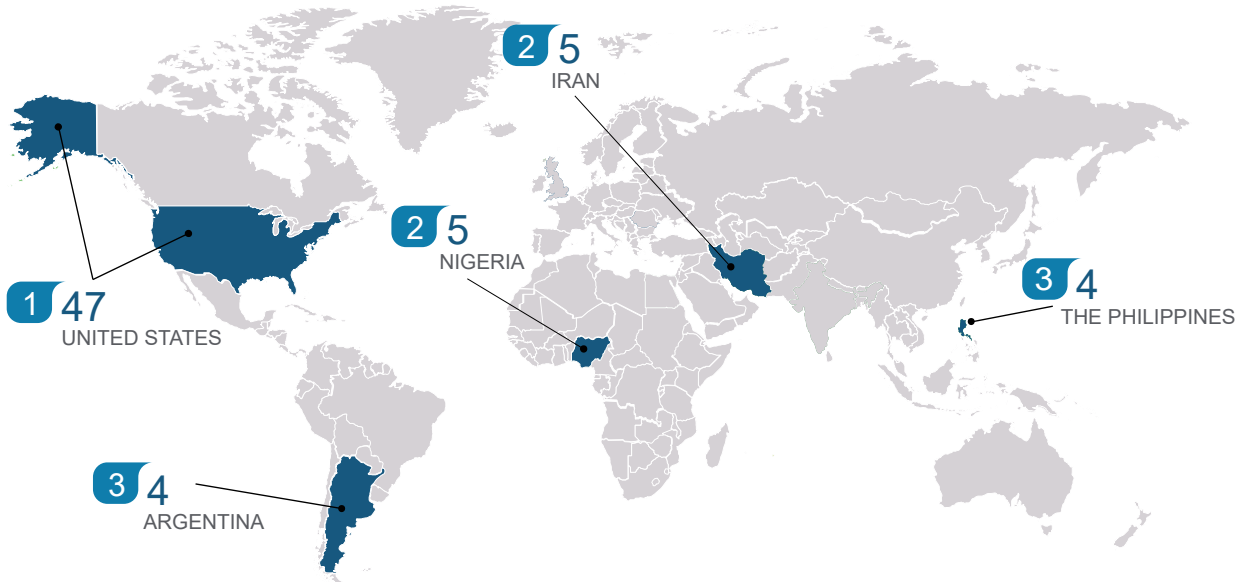 2 5
IRAN
2 5
NIGERIA
3 4
THE PHILIPPINES
1 47
UNITED STATES
3 4
ARGENTINA